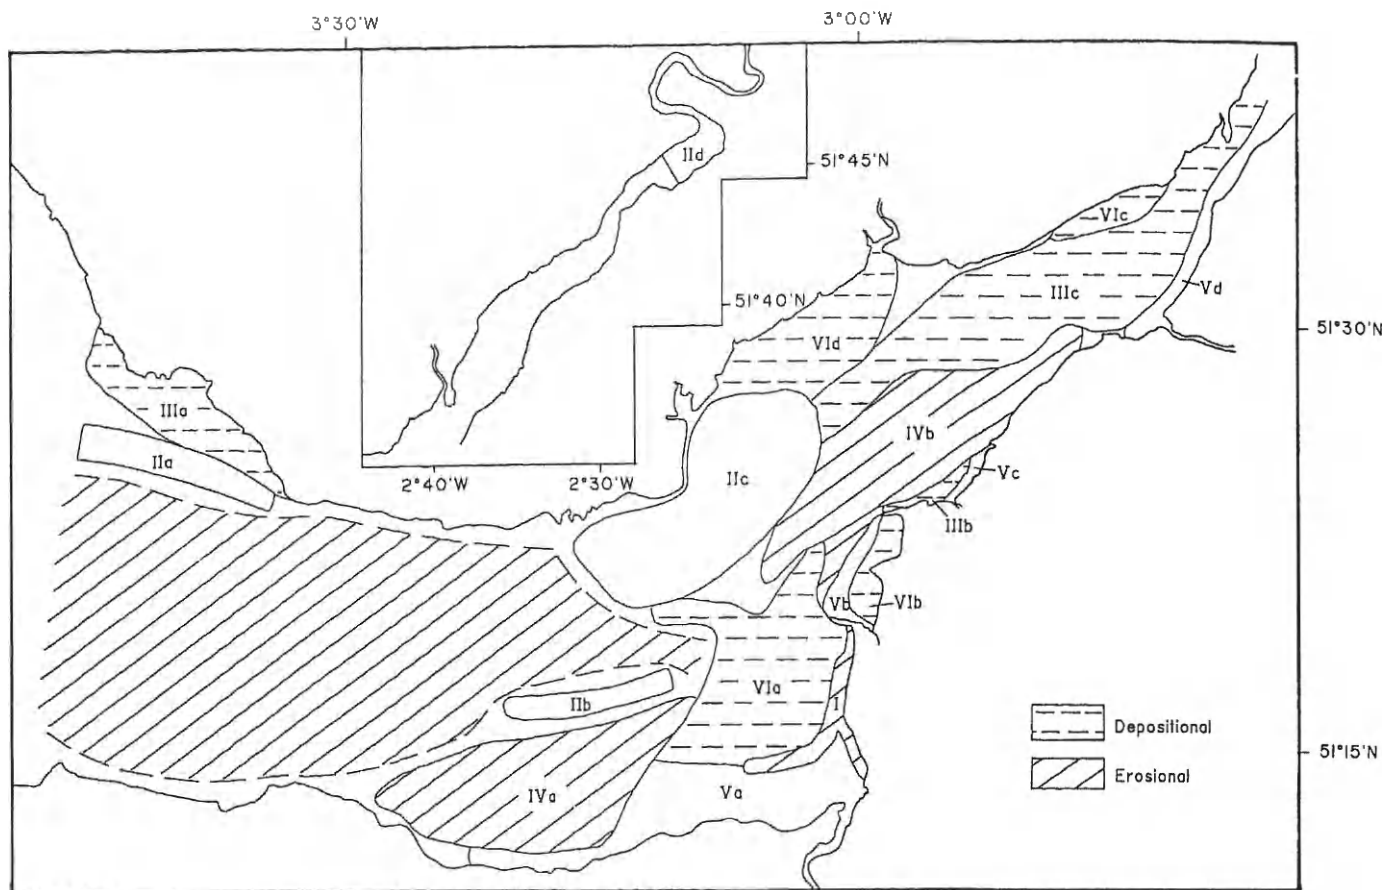 3°30'W
3°00'W
IId
51°45'N
VIc
51°40'N
IIIc
Vd
51°30'N
VId
IIIa
IIa
IVb
IIc
Vc
2°40'W
2°30'W
IIIb
Vb
VIb
VIa
IIb
I
Depositional
51°15'N
Erosional
IVa
Va